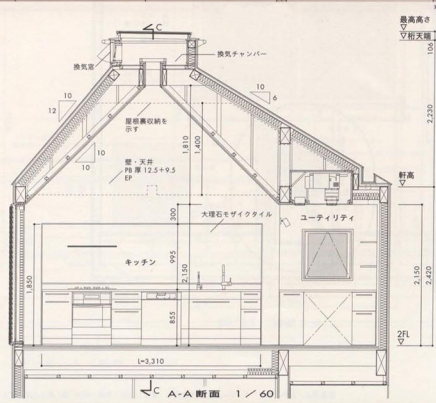 C
最高高さ
桁天端
換気窓
換気チャンバー
106
10
12
10
6
屋根裏収納を
示す
2,230
10
10
1,810
1,400
壁・天井
PB 厚 12.5+9.5
EP
軒高
300
大理石モザイクタイル
ユーティリティ
キッチン
1,850
995
2,150
2,150
2,420
855
2FL
L=3,310
C
A-A 断面 1/60